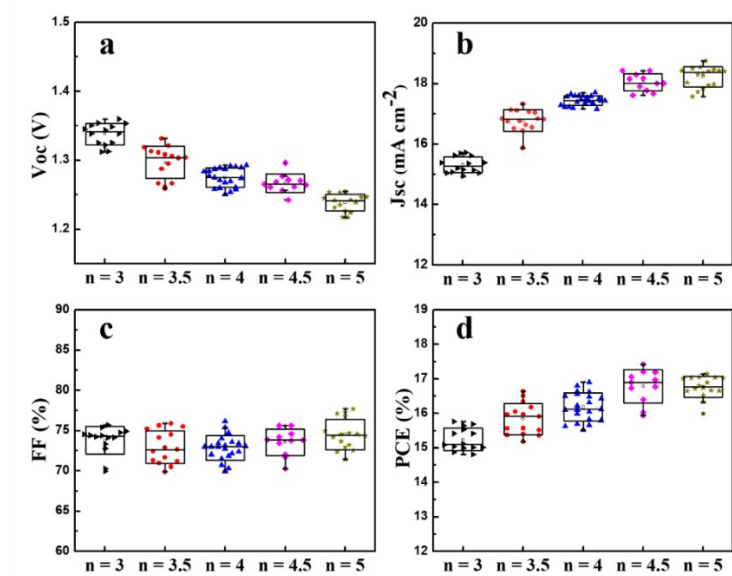 a
Voc (V)
1.5
1.4
1.3
1.2
n = 3 n = 3.5 n = 4 n = 4.5 n = 5
b
Jsc (mA cm⁻²)
20
18
16
14
n = 3 n = 3.5 n = 4 n = 4.5 n = 5
c
FF (%)
90
85
80
75
70
65
60
n = 3 n = 3.5 n = 4 n = 4.5 n = 5
d
PCE (%)
19
18
17
16
15
14
13
12
n = 3 n = 3.5 n = 4 n = 4.5 n = 5